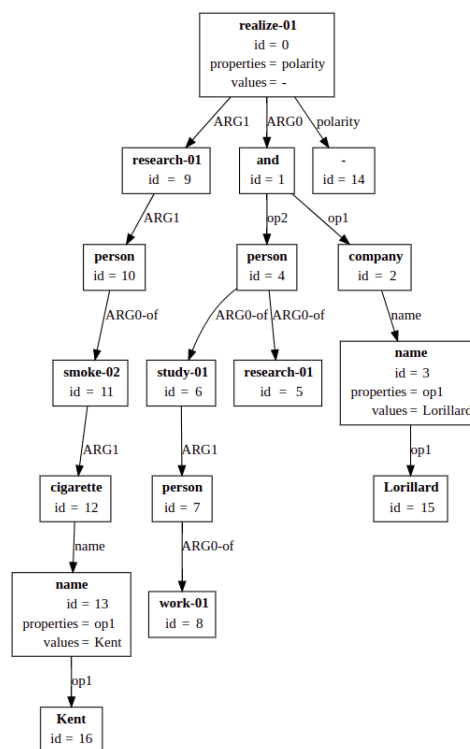 realize-01
id = 0
properties = polarity
values = -
ARG1
ARG0
polarity
research-01
id = 9
and
id = 1
-
id = 14
ARG1
op2
op1
person
id = 10
person
id = 4
company
id = 2
ARG0-of
ARG0-of
ARG0-of
name
smoke-02
id = 11
study-01
id = 6
research-01
id = 5
name
id = 3
properties = op1
values = Lorillard
ARG1
ARG1
op1
cigarette
id = 12
person
id = 7
Lorillard
id = 15
name
ARG0-of
name
id = 13
properties = op1
values = Kent
work-01
id = 8
op1
Kent
id = 16